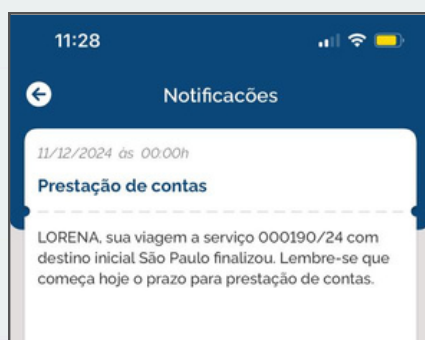 11:28
Notificacões
11/12/2024 às 00:00h
Prestação de contas
LORENA, sua viagem a serviço 000190/24 com
destino inicial São Paulo finalizou. Lembre-se que
começa hoje o prazo para prestação de contas.